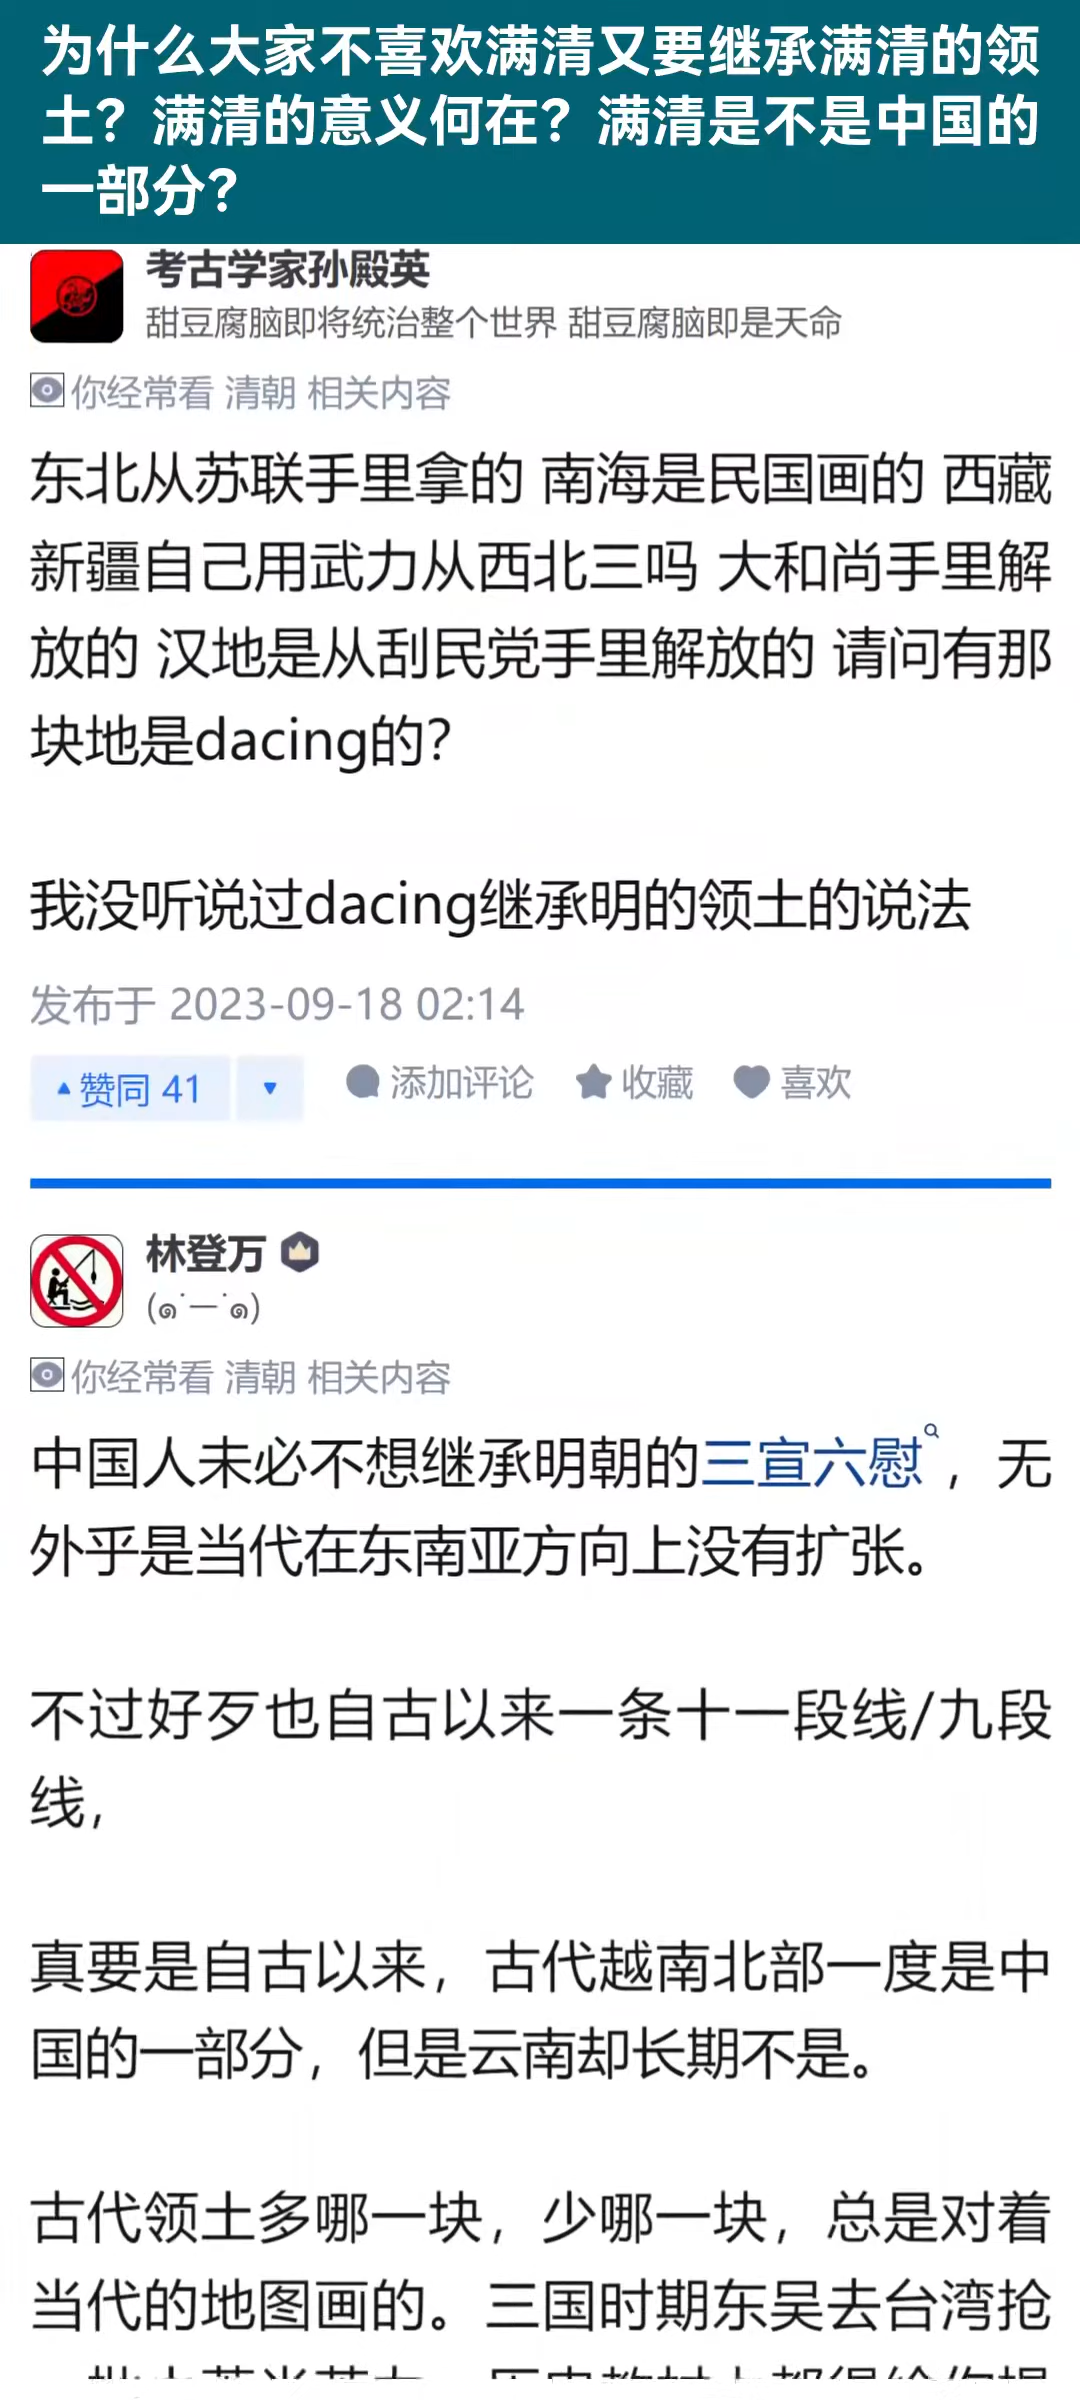 为什么大家不喜欢满清又要继承满清的领
土？满清的意义何在？满清是不是中国的
一部分？
考古学家孙殿英
甜豆腐脑即将统治整个世界 甜豆腐脑即是天命
你经常看 清朝 相关内容
东北从苏联手里拿的 南海是民国画的 西藏
新疆自己用武力从西北三吗 大和尚手里解
放的 汉地是从刮民党手里解放的 请问有那
块地是dacing的？
我没听说过dacing继承明的领土的说法
发布于 2023-09-18 02:14
赞同 41
添加评论
收藏
喜欢
林登万
(๑˙ー˙๑)
你经常看 清朝 相关内容
中国人未必不想继承明朝的三宣六慰，无
外乎是当代在东南亚方向上没有扩张。
不过好歹也自古以来一条十一段线/九段
线，
真要是自古以来，古代越南北部一度是中
国的一部分，但是云南却长期不是。
古代领土多哪一块，少哪一块，总是对着
当代的地图画的。三国时期东吴去台湾抢